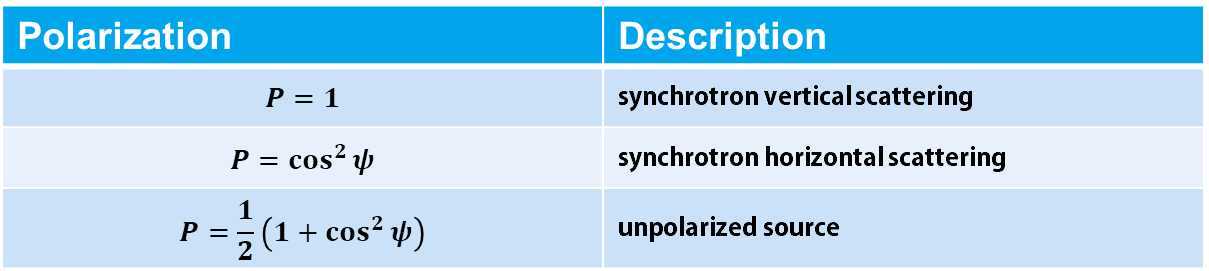 Polarization Description
P = 1 synchrotron vertical scattering
P = cos² ψ synchrotron horizontal scattering
P = 1/2 (1 + cos² ψ) unpolarized source